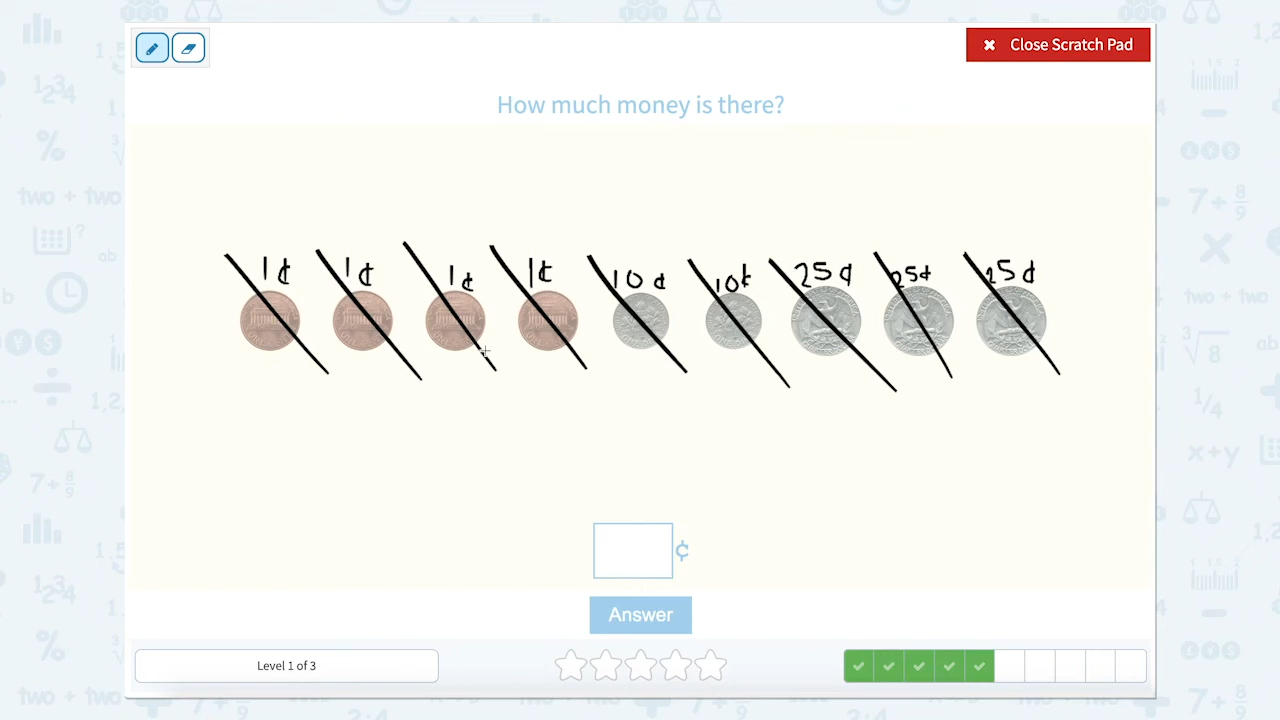 Close Scratch Pad
How much money is there?
1¢ 1¢ 1¢ 1¢ 10¢ 10¢ 25¢ 25¢ 25¢
¢
Answer
Level 1 of 3